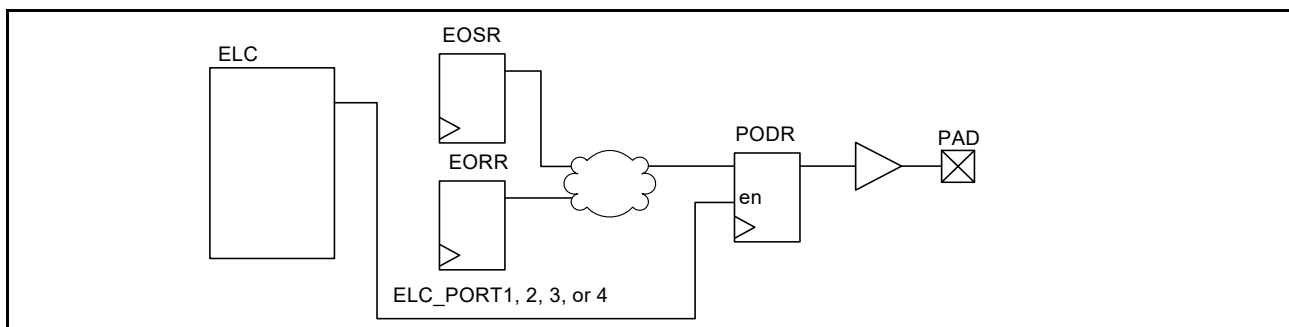 EOSR
ELC
PODR
PAD
EORR
en
ELC_PORT1, 2, 3, or 4